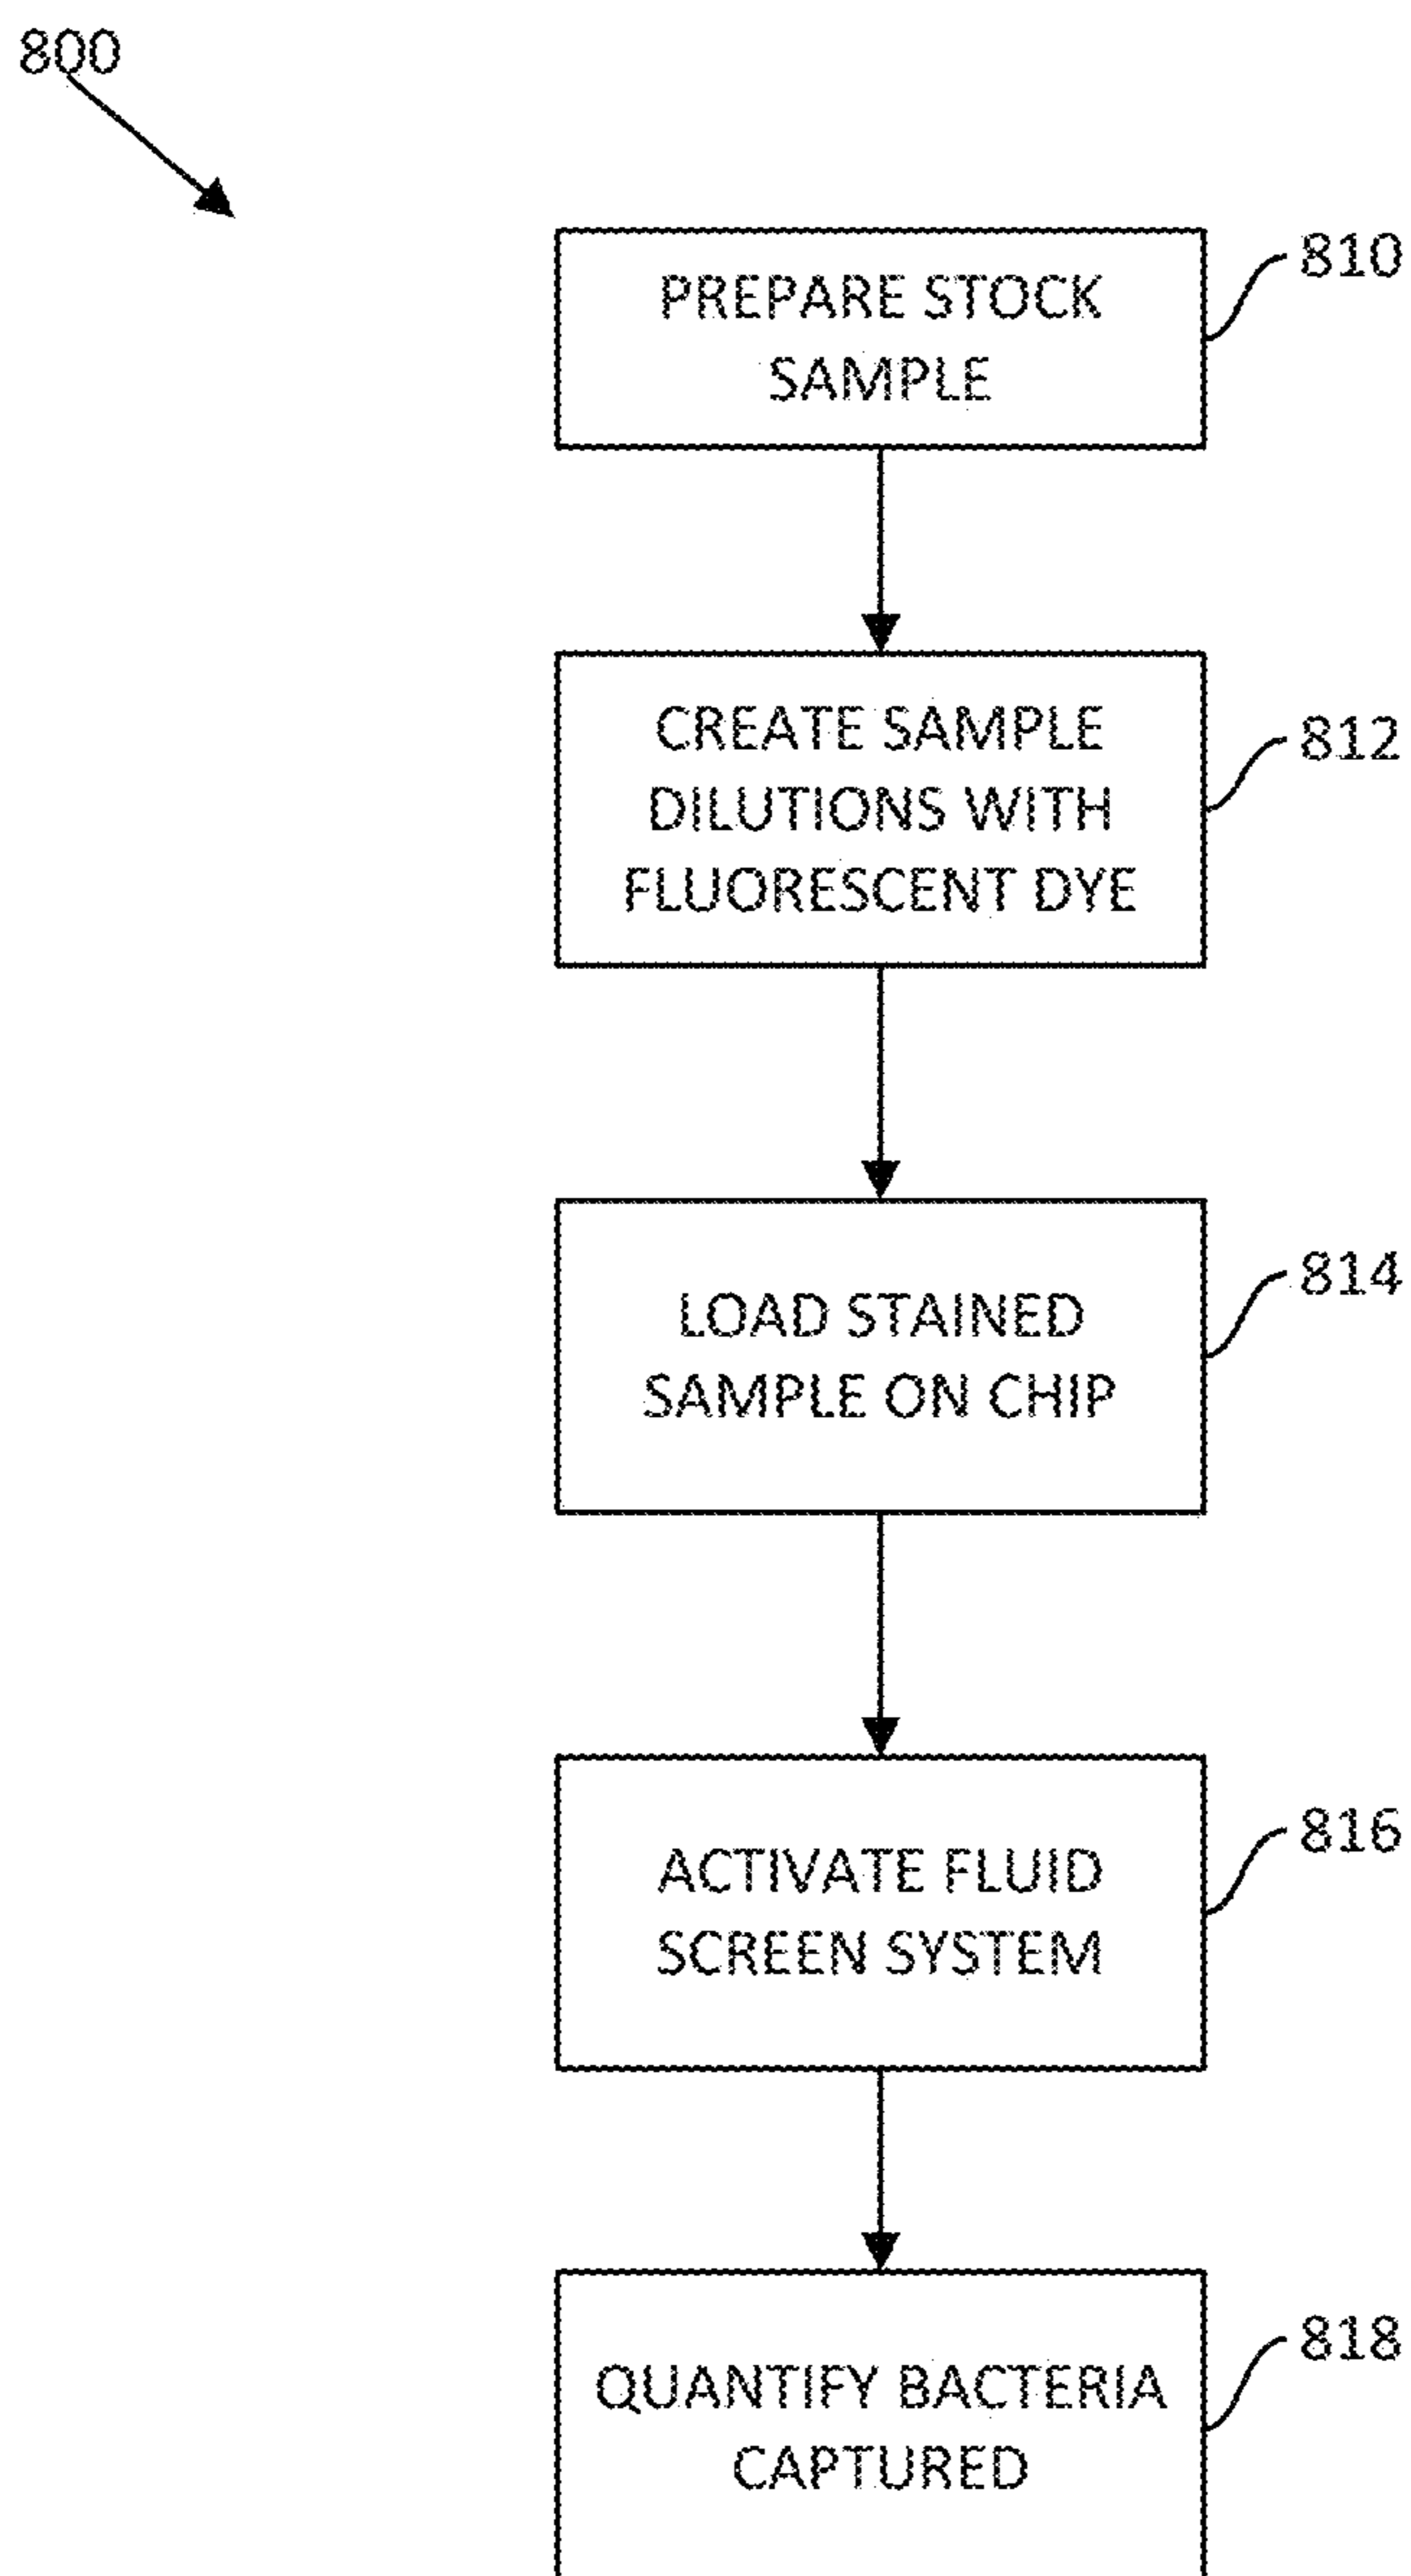 800
PREPARE STOCK
SAMPLE
810
CREATE SAMPLE
DILUTIONS WITH
FLUORESCENT DYE
812
LOAD STAINED
SAMPLE ON CHIP
814
ACTIVATE FLUID
SCREEN SYSTEM
816
QUANTIFY BACTERIA
CAPTURED
818